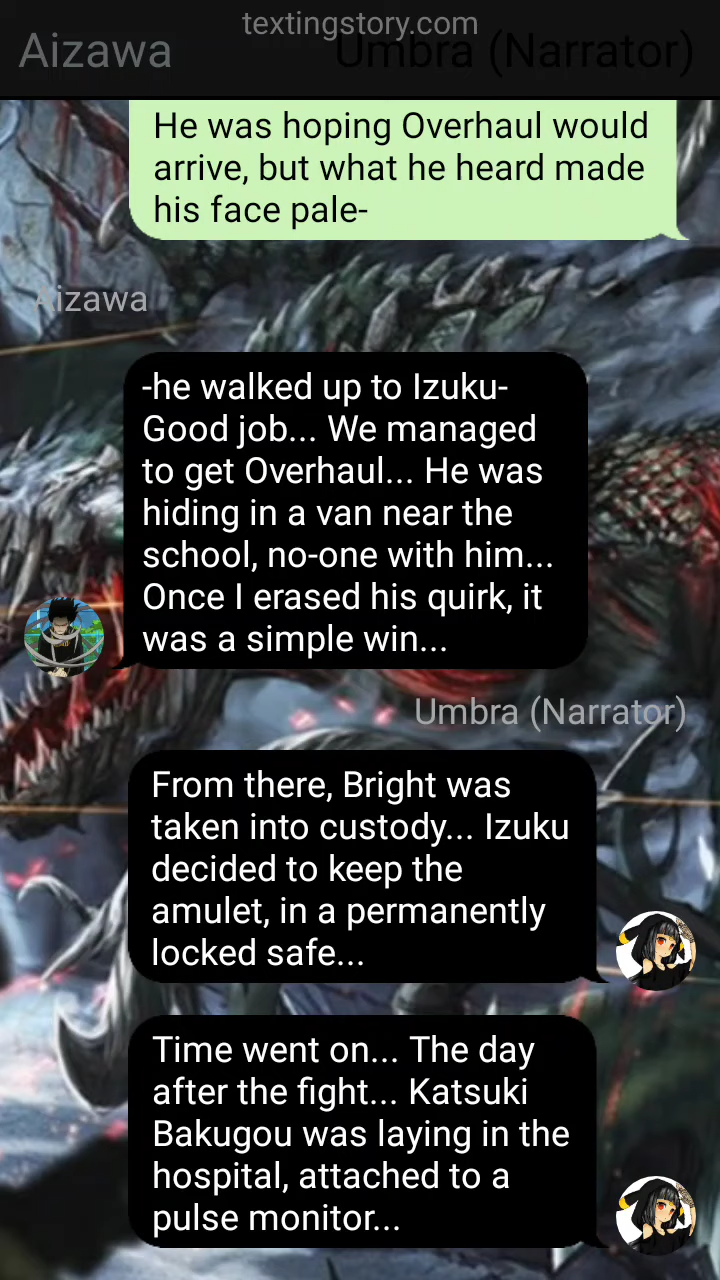 textingstory.com
Aizawa
Umbra (Narrator)
He was hoping Overhaul would
arrive, but what he heard made
his face pale-
Aizawa
-he walked up to Izuku-
Good job... We managed
to get Overhaul... He was
hiding in a van near the
school, no-one with him...
Once I erased his quirk, it
was a simple win...
Umbra (Narrator)
From there, Bright was
taken into custody... Izuku
decided to keep the
amulet, in a permanently
locked safe...
Time went on... The day
after the fight... Katsuki
Bakugou was laying in the
hospital, attached to a
pulse monitor...